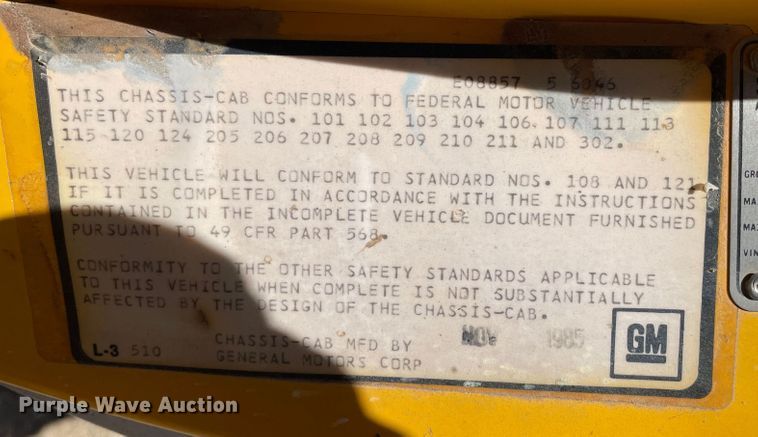 E08857 5 6046
THIS CHASSIS-CAB CONFORMS TO FEDERAL MOTOR VEHICLE
SAFETY STANDARD NOS. 101 102 103 104 106 107 111 113
115 120 124 205 206 207 208 209 210 211 AND 302.
THIS VEHICLE WILL CONFORM TO STANDARD NOS. 108 AND 121
IF IT IS COMPLETED IN ACCORDANCE WITH THE INSTRUCTIONS
CONTAINED IN THE INCOMPLETE VEHICLE DOCUMENT FURNISHED
PURSUANT TO 49 CFR PART 568.
CONFORMITY TO THE OTHER SAFETY STANDARDS APPLICABLE
TO THIS VEHICLE WHEN COMPLETE IS NOT SUBSTANTIALLY
AFFECTED BY THE DESIGN OF THE CHASSIS-CAB.
L-3 510
CHASSIS-CAB MFD BY
GENERAL MOTORS CORP
NOV 1985
GM
VIN
Purple Wave Auction